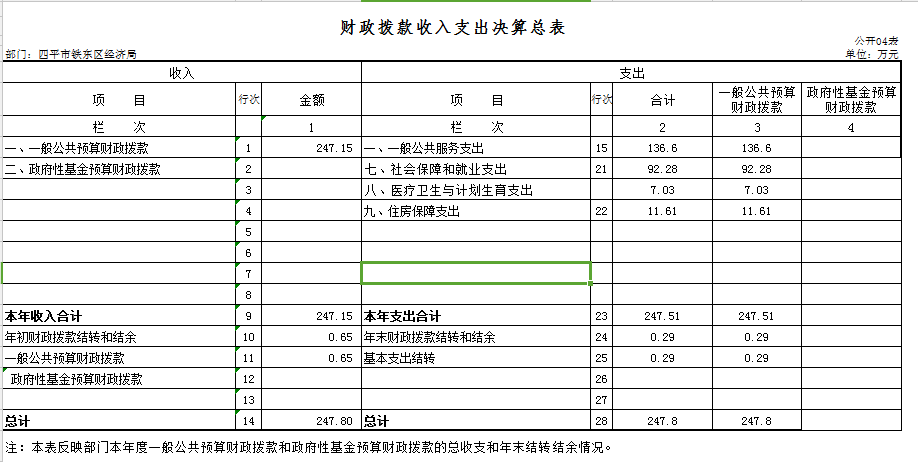 财政拨款收入支出决算总表
公开04表
部门：四平市铁东区经济局 单位：万元
收入 支出
项 目 行次 金额 项 目 行次 合计 一般公共预算财政拨款 政府性基金预算财政拨款
栏 次 1 栏 次 2 3 4
一、一般公共预算财政拨款 1 247.15 一、一般公共服务支出 15 136.6 136.6
二、政府性基金预算财政拨款 2 七、社会保障和就业支出 21 92.28 92.28
3 八、医疗卫生与计划生育支出 7.03 7.03
4 九、住房保障支出 22 11.61 11.61
5
6
7
8
本年收入合计 9 247.15 本年支出合计 23 247.51 247.51
年初财政拨款结转和结余 10 0.65 年末财政拨款结转和结余 24 0.29 0.29
一般公共预算财政拨款 11 0.65 基本支出结转 25 0.29 0.29
政府性基金预算财政拨款 12 26
13 27
总计 14 247.80 总计 28 247.8 247.8
注：本表反映部门本年度一般公共预算财政拨款和政府性基金预算财政拨款的总收支和年末结转结余情况。